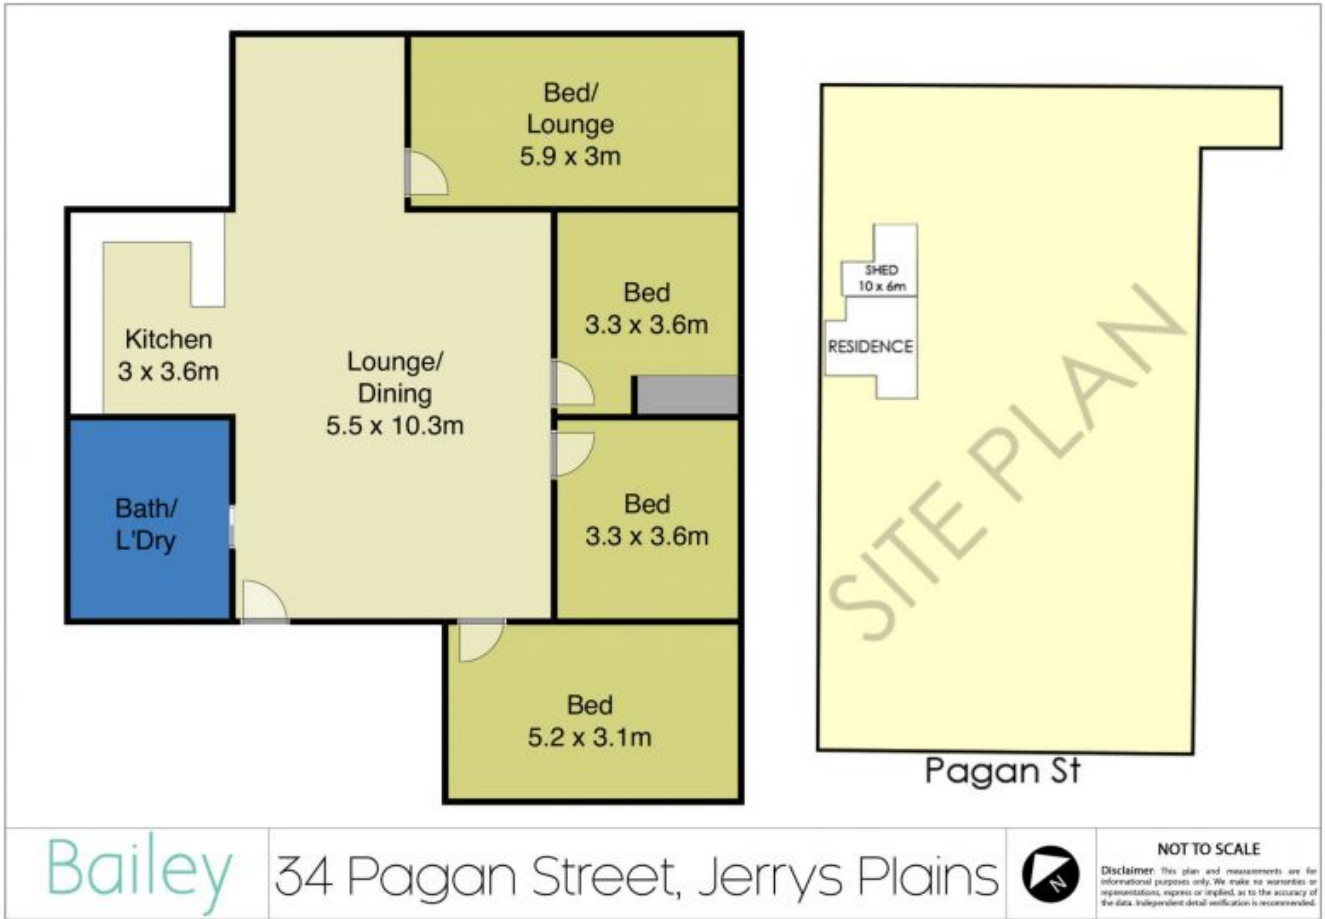 Bed/
Lounge
5.9 x 3m
Bed
3.3 x 3.6m
Kitchen
3 x 3.6m
Lounge/
Dining
5.5 x 10.3m
Bath/
L'Dry
Bed
3.3 x 3.6m
Bed
5.2 x 3.1m
SHED
10 x 6m
RESIDENCE
SITE PLAN
Pagan St
Bailey
34 Pagan Street, Jerrys Plains
N
NOT TO SCALE
Disclaimer: This plan and measurements are for
informational purposes only. We make no warranties or
representations, express or implied, as to the accuracy of
the data. Independent detail verification is recommended.